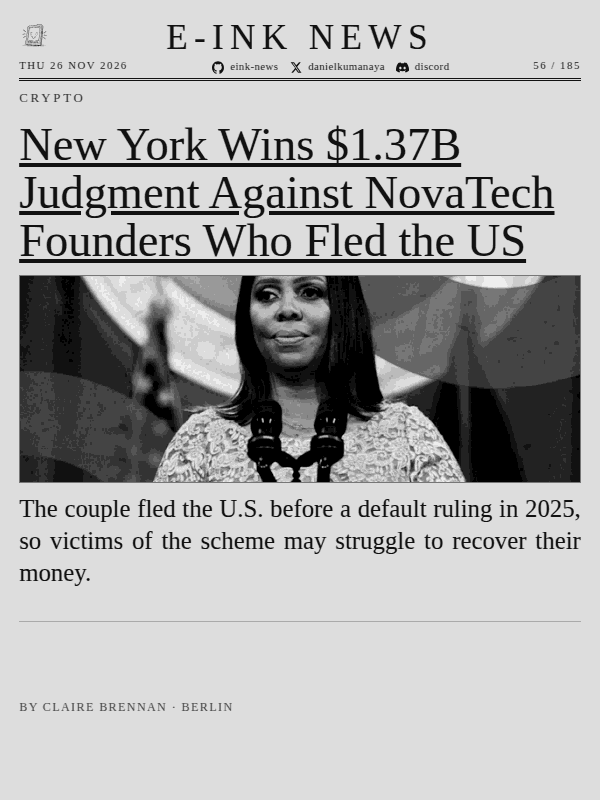 E-INK NEWS
THU 26 NOV 2026
eink-news danielkumanaya discord
56 / 185
CRYPTO
New York Wins $1.37B
Judgment Against NovaTech
Founders Who Fled the US
The couple fled the U.S. before a default ruling in 2025,
so victims of the scheme may struggle to recover their
money.
BY CLAIRE BRENNAN · BERLIN